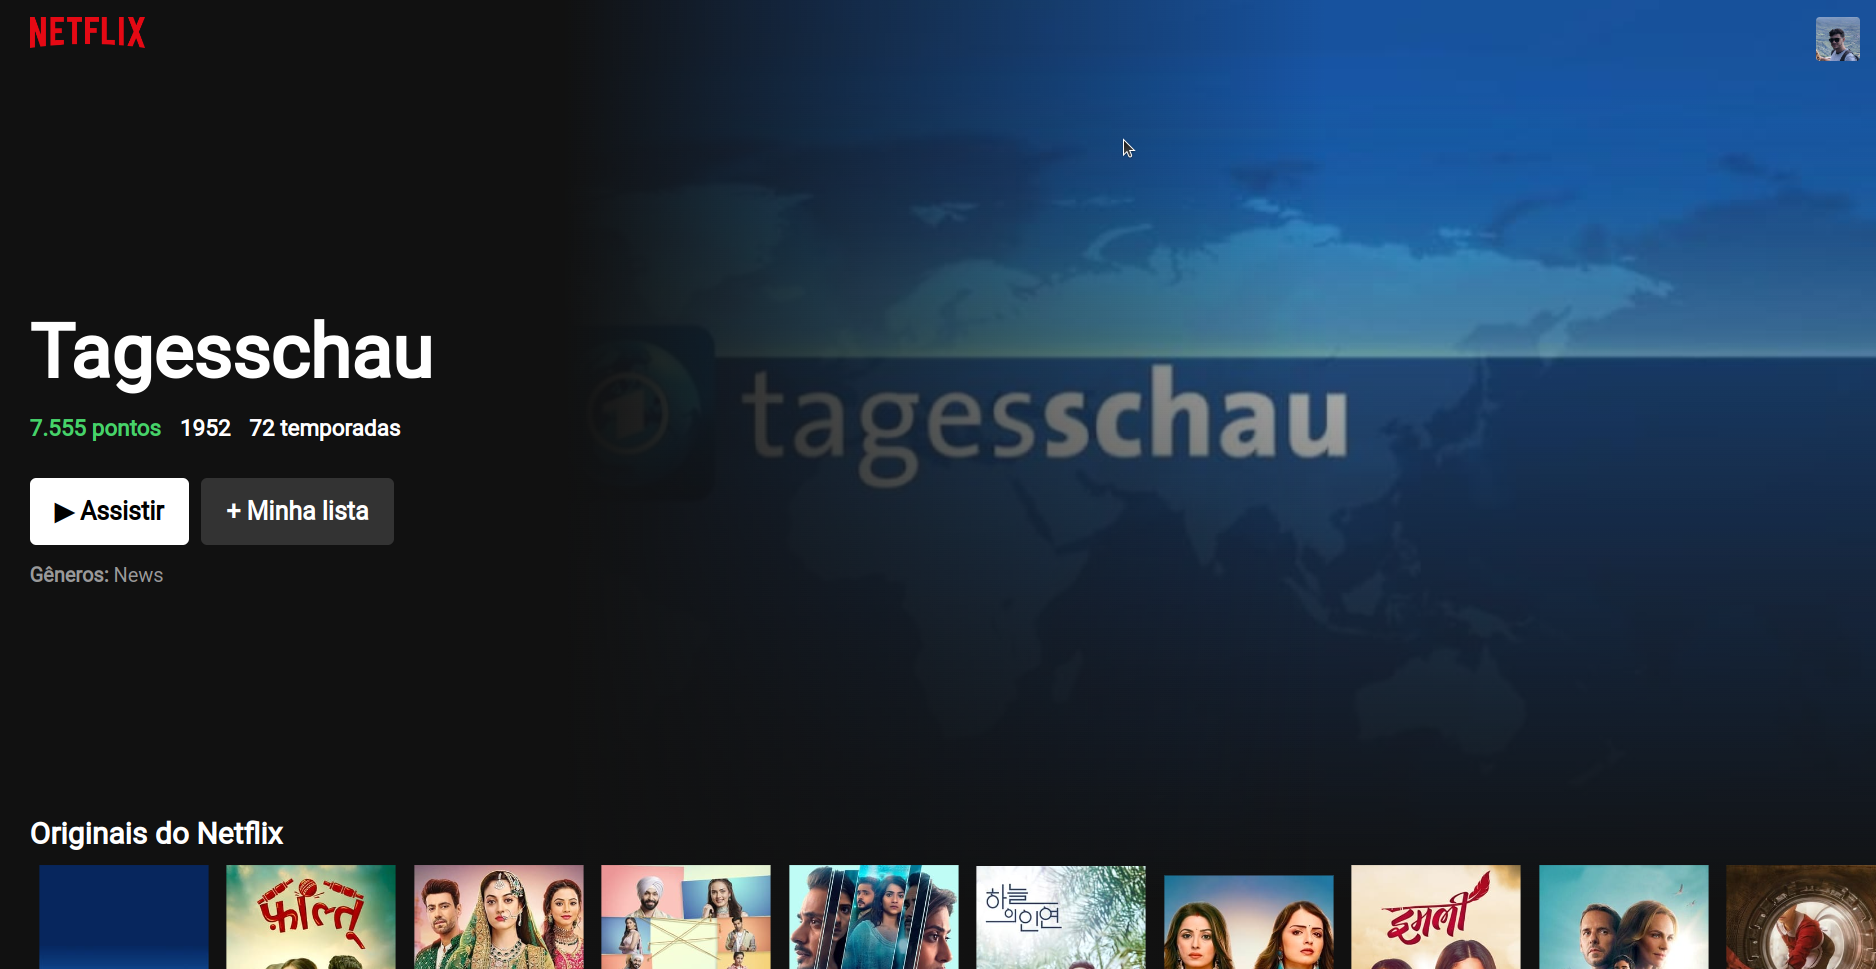 NETFLIX
tagesschau
Tagesschau
7.555 pontos 1952 72 temporadas
▶ Assistir + Minha lista
Gêneros: News
Originais do Netflix
फ़ालतू
하늘
의인연
इमली